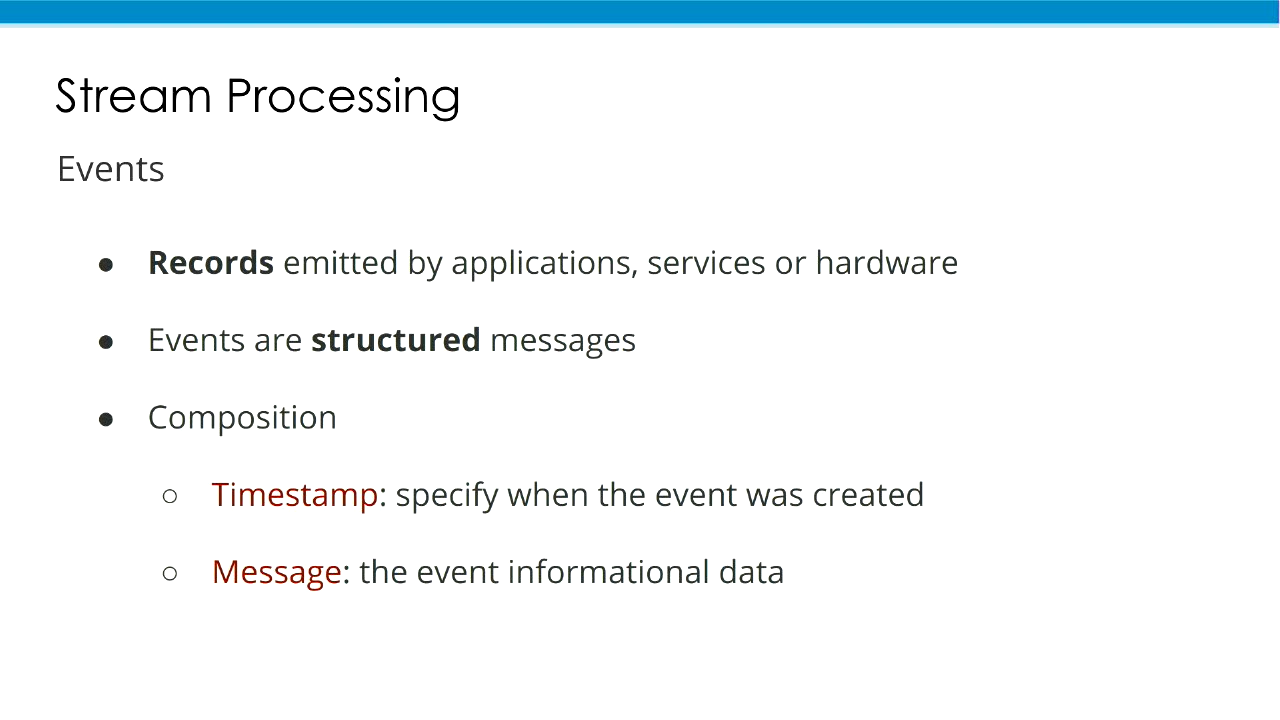 Stream Processing
Events
● Records emitted by applications, services or hardware
● Events are structured messages
● Composition
○ Timestamp: specify when the event was created
○ Message: the event informational data